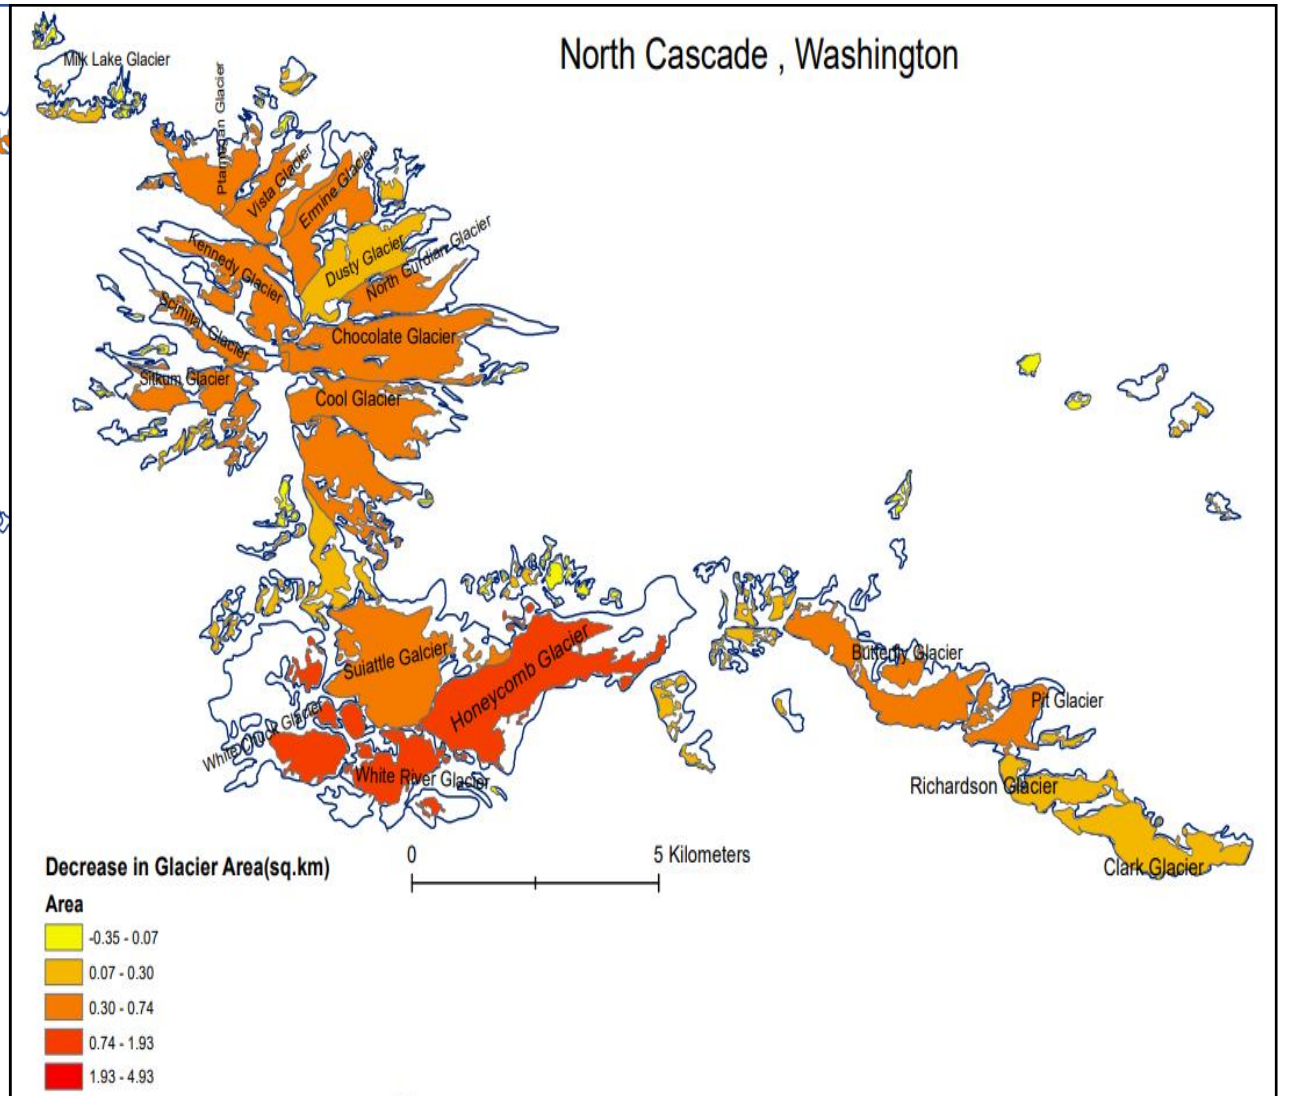 North Cascade , Washington
Milk Lake Glacier
Ptarmigan Glacier
Vista Glacier
Ermine Glacier
Dusty Glacier
North Gurdian Glacier
Kennedy Glacier
Scimitar Glacier
Chocolate Glacier
Sitkum Glacier
Cool Glacier
Suiattle Galcier
Honeycomb Glacier
Butterfly Glacier
Pit Glacier
White Chuck Glacier
White River Glacier
Richardson Glacier
Clark Glacier
0 5 Kilometers
Decrease in Glacier Area(sq.km)
Area
-0.35 - 0.07
0.07 - 0.30
0.30 - 0.74
0.74 - 1.93
1.93 - 4.93